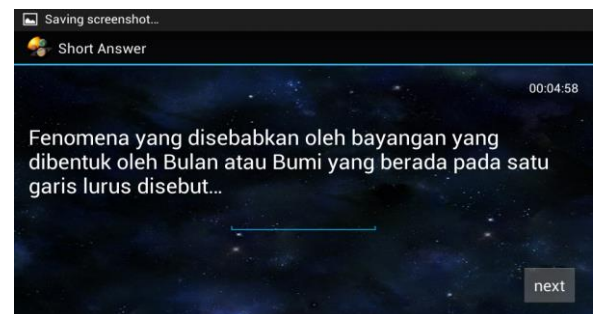 Saving screenshot...
Short Answer
00:04:58
Fenomena yang disebabkan oleh bayangan yang
dibentuk oleh Bulan atau Bumi yang berada pada satu
garis lurus disebut...
next